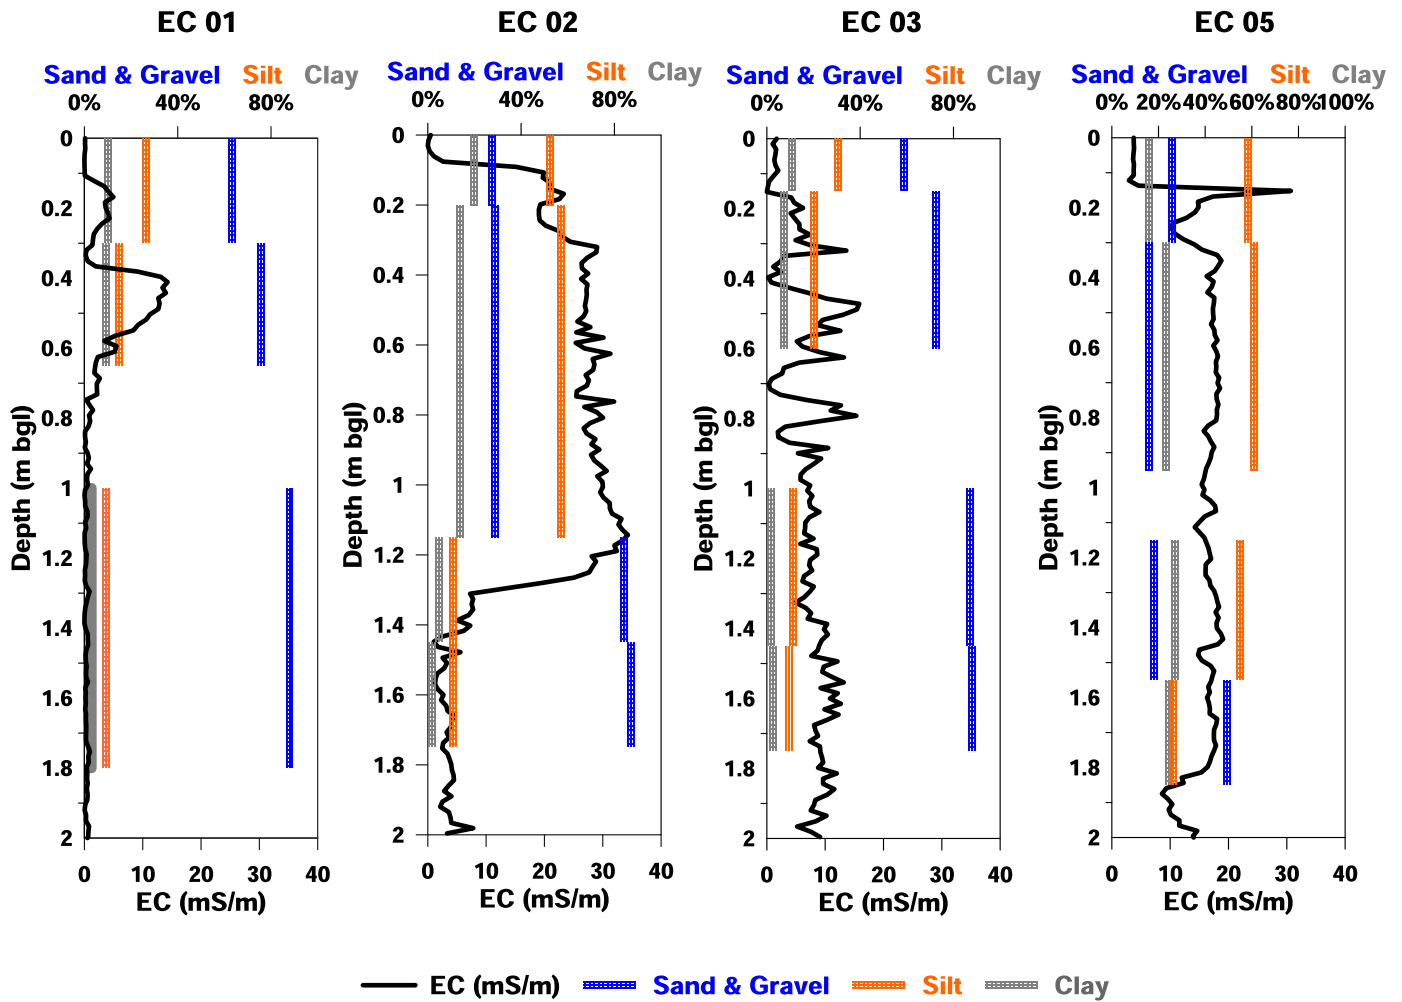 EC 01 EC 02 EC 03 EC 05
Sand & Gravel Silt Clay Sand & Gravel Silt Clay Sand & Gravel Silt Clay Sand & Gravel Silt Clay
0% 40% 80% 0% 40% 80% 0% 40% 80% 0% 20% 40% 60% 80% 100%
0 0 0 0
0.2 0.2 0.2 0.2
0.4 0.4 0.4 0.4
0.6 0.6 0.6 0.6
0.8 0.8 0.8 0.8
1 1 1 1
1.2 1.2 1.2 1.2
1.4 1.4 1.4 1.4
1.6 1.6 1.6 1.6
1.8 1.8 1.8 1.8
2 2 2 2
Depth (m bgl) Depth (m bgl) Depth (m bgl) Depth (m bgl)
0 10 20 30 40 0 10 20 30 40 0 10 20 30 40 0 10 20 30 40
EC (mS/m) EC (mS/m) EC (mS/m) EC (mS/m)
EC (mS/m) Sand & Gravel Silt Clay